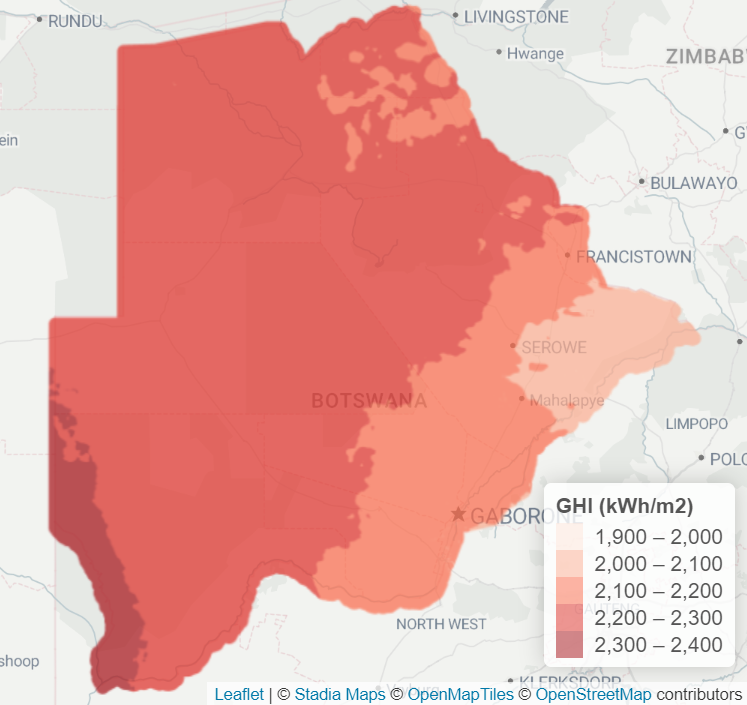 RUNDU
LIVINGSTONE
Hwange
ZIMBABW
ein
G
BULAWAYO
FRANCISTOWN
SEROWE
BOTSWANA
Mahalapye
LIMPOPO
POLO
GABORONE
GHI (kWh/m2)
1,900 – 2,000
2,000 – 2,100
2,100 – 2,200
2,200 – 2,300
2,300 – 2,400
GAUTENG
NORTH WEST
shoop
KLERKSDORP
Leaflet | © Stadia Maps © OpenMapTiles © OpenStreetMap contributors